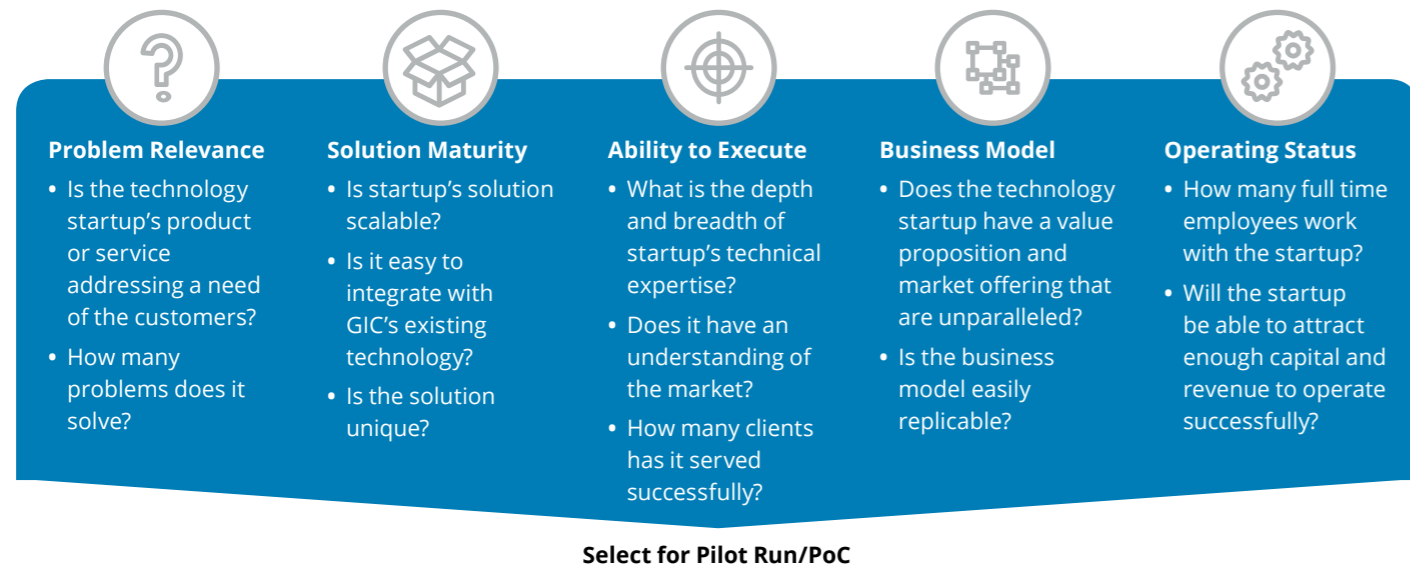 Problem Relevance
• Is the technology
startup's product
or service
addressing a need
of the customers?
• How many
problems does it
solve?
Solution Maturity
• Is startup's solution
scalable?
• Is it easy to
integrate with
GIC's existing
technology?
• Is the solution
unique?
Ability to Execute
• What is the depth
and breadth of
startup's technical
expertise?
• Does it have an
understanding of
the market?
• How many clients
has it served
successfully?
Business Model
• Does the technology
startup have a value
proposition and
market offering that
are unparalleled?
• Is the business
model easily
replicable?
Operating Status
• How many full time
employees work
with the startup?
• Will the startup
be able to attract
enough capital and
revenue to operate
successfully?
Select for Pilot Run/PoC